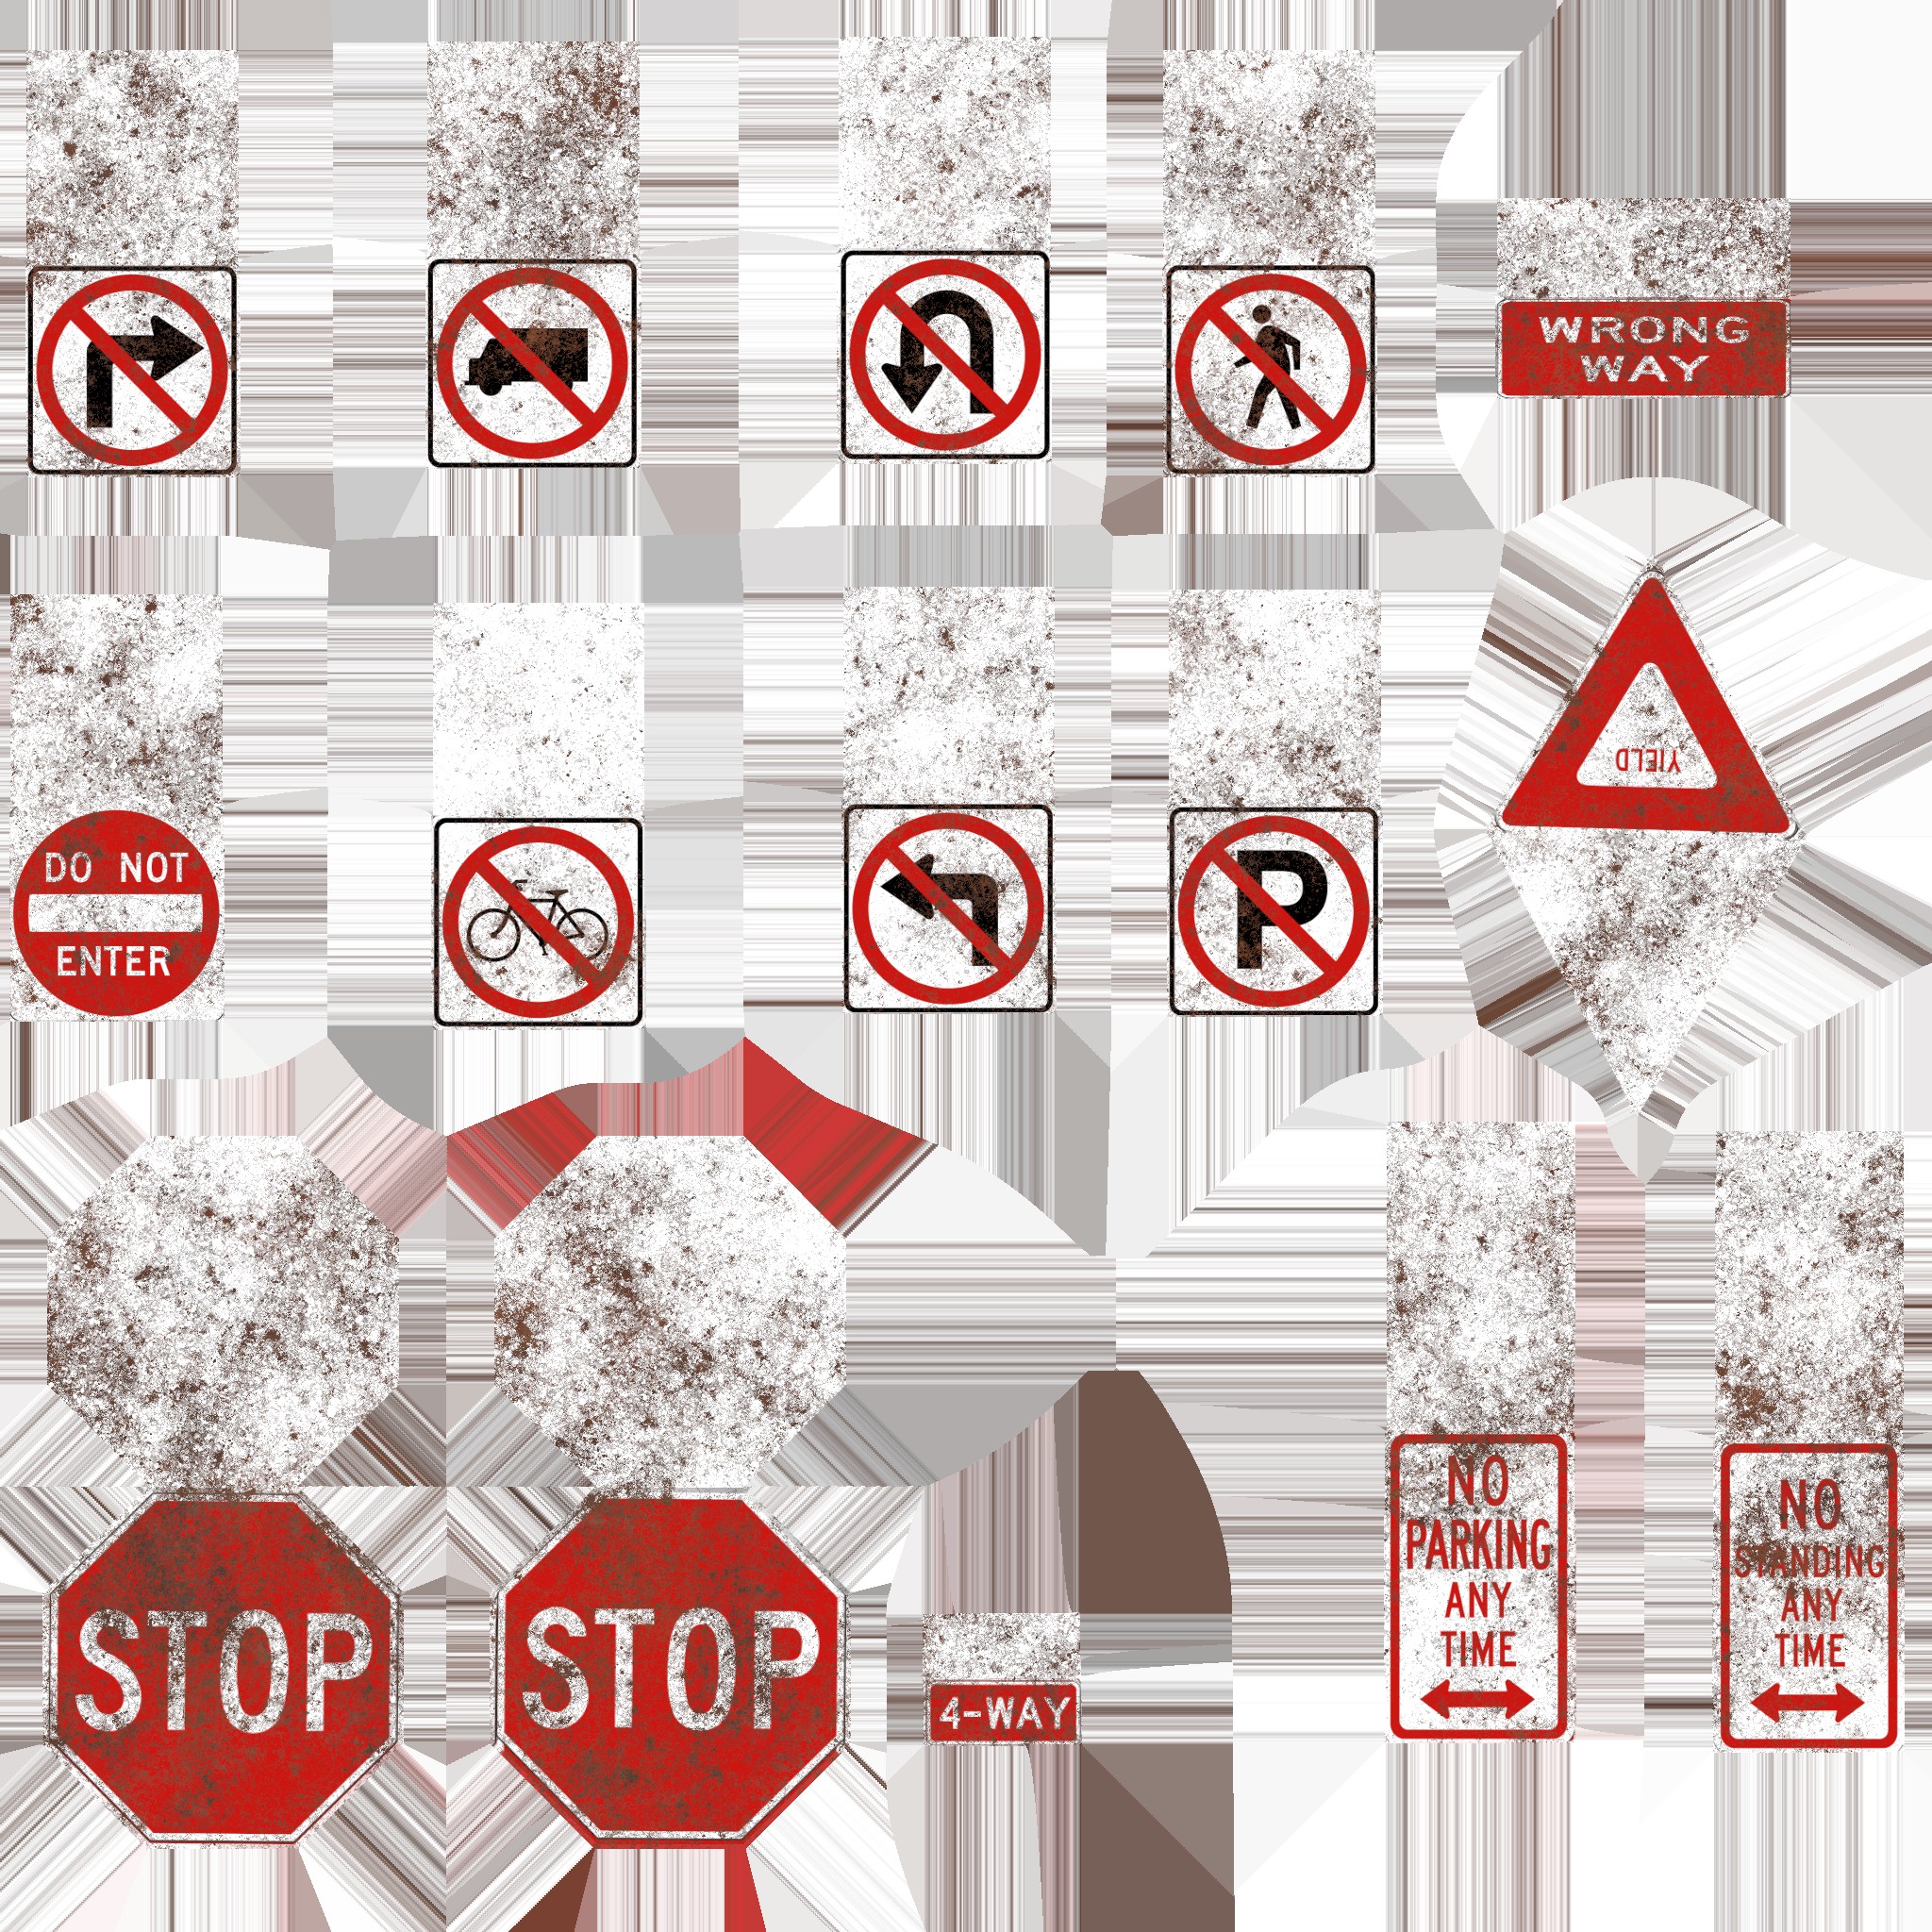 WRONG
WAY
YIELD
DO NOT
ENTER
P
STOP
STOP
4-WAY
NO
PARKING
ANY
TIME
NO
STANDING
ANY
TIME